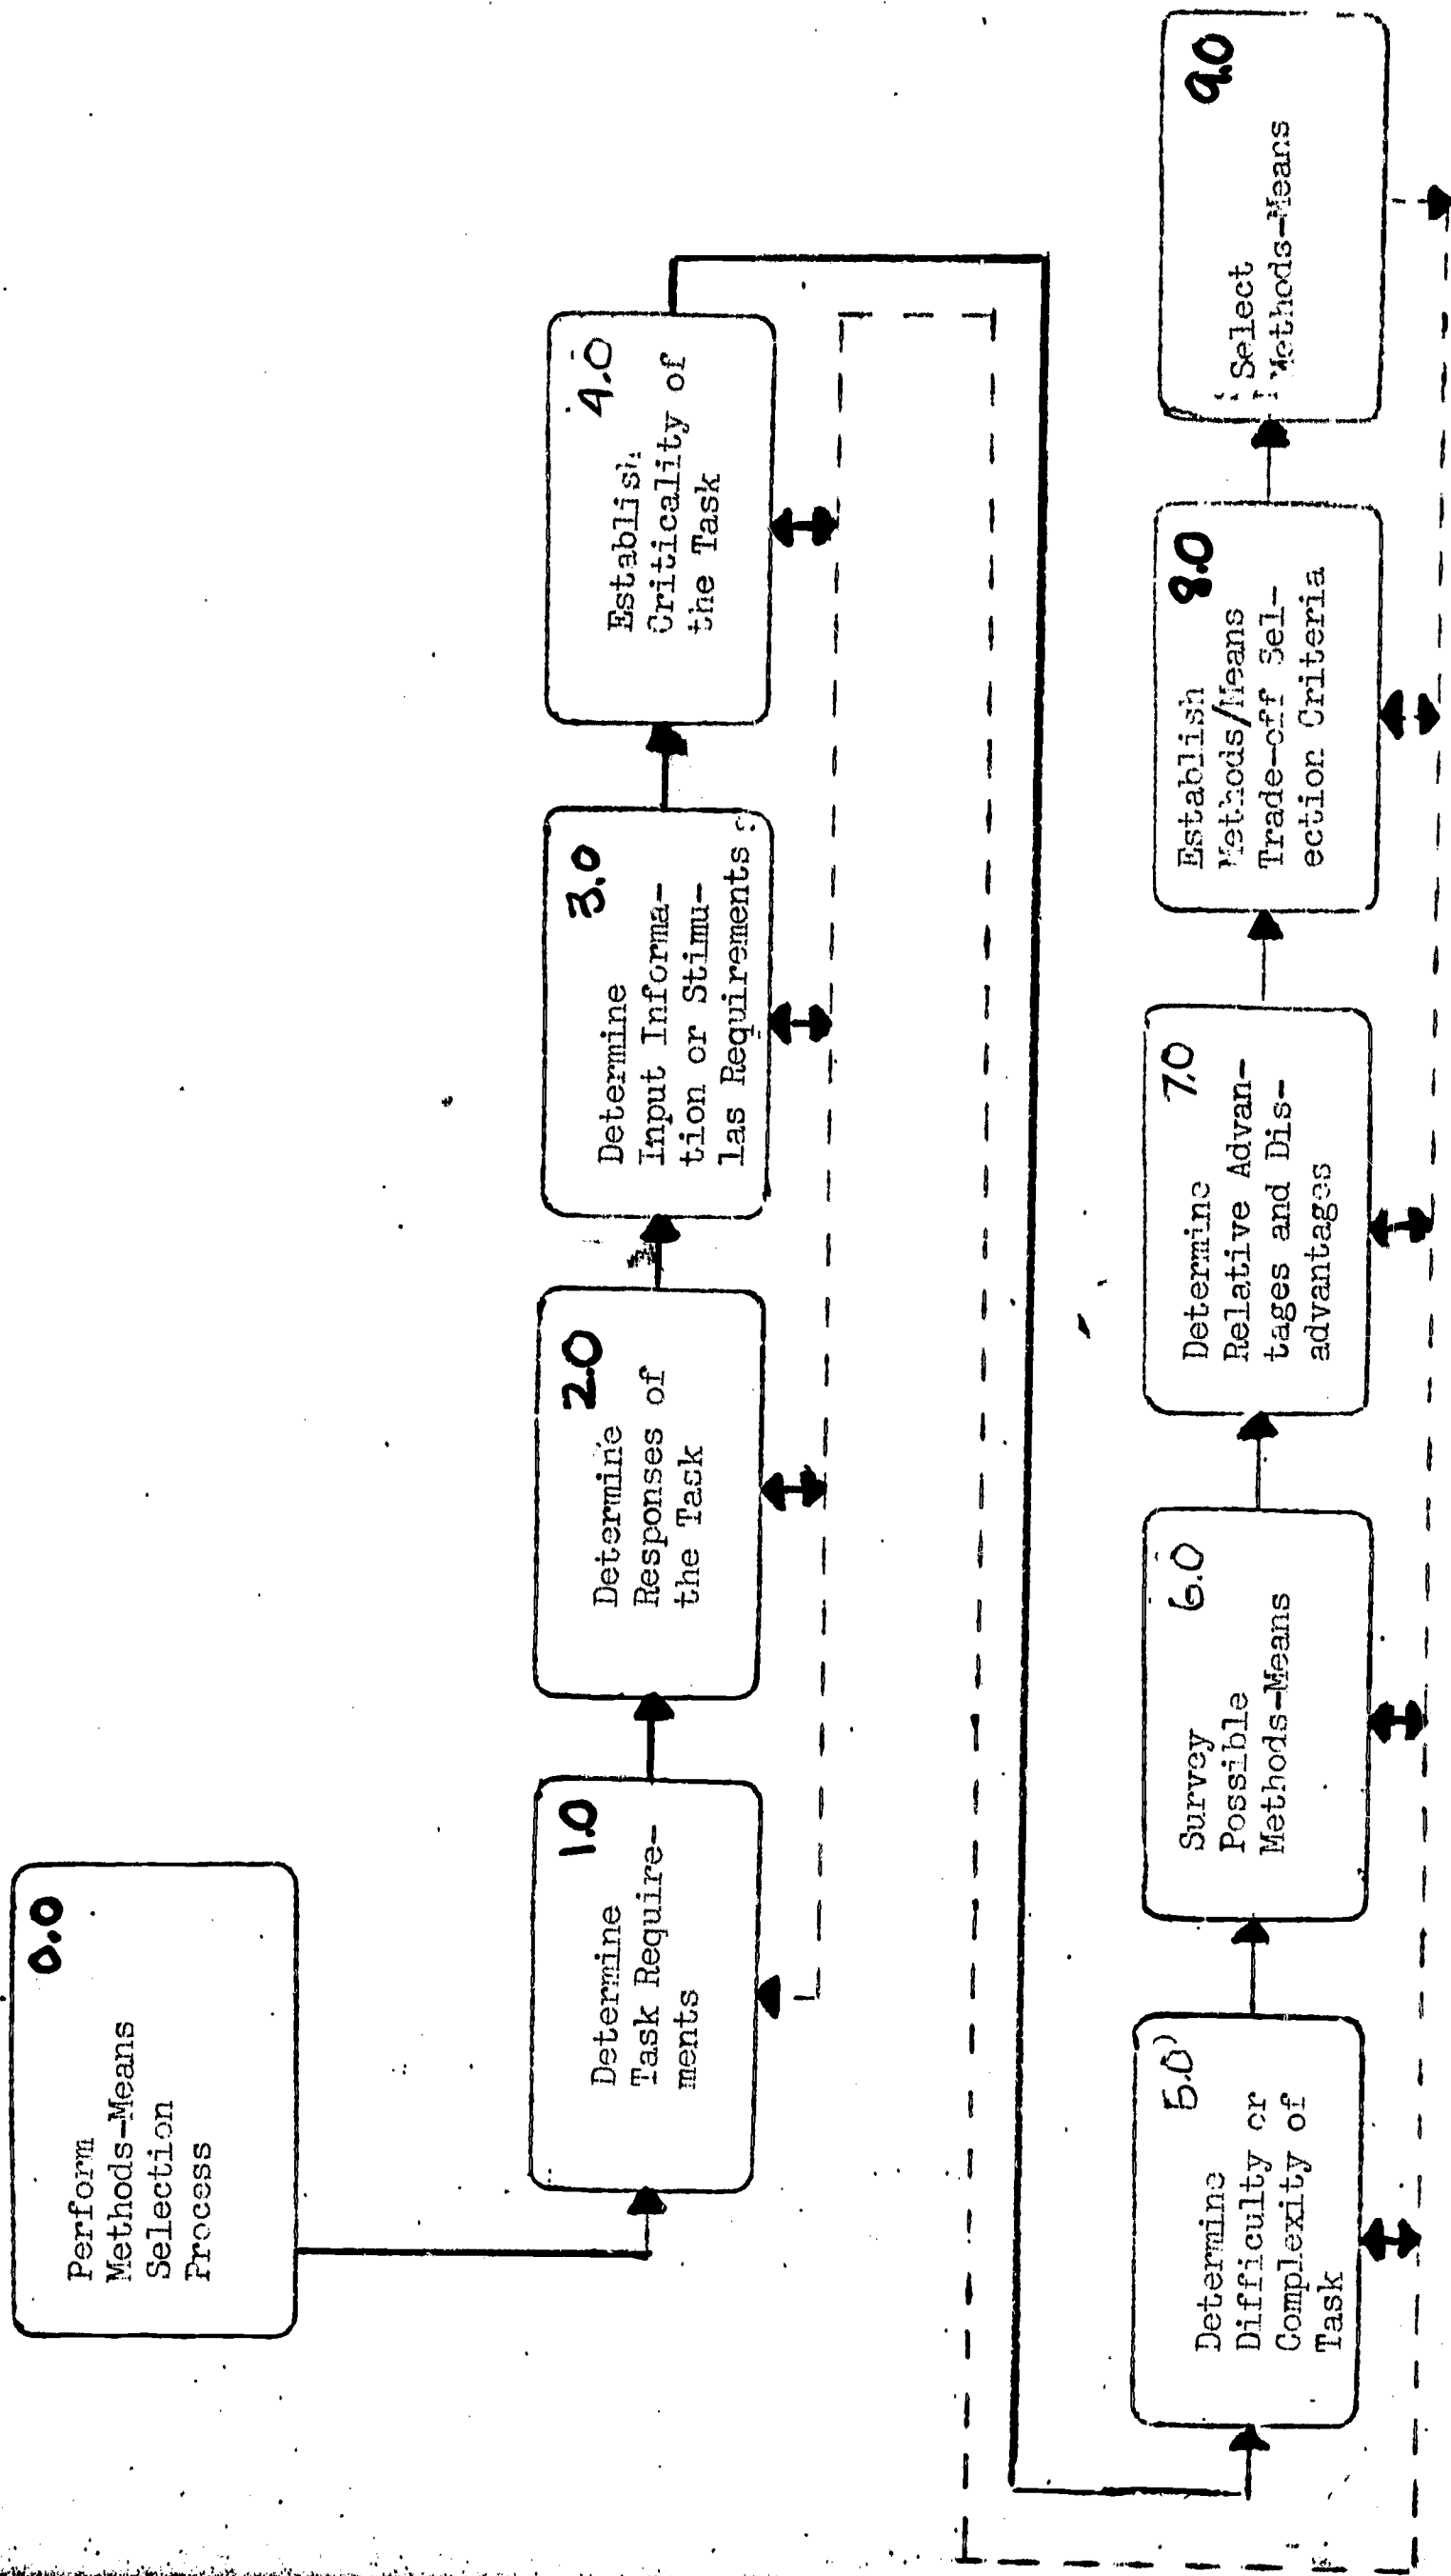 0.0
Perform
Methods-Means
Selection
Process
1.0
Determine
Task Require-
ments
2.0
Determine
Responses of
the Task
3.0
Determine
Input Informa-
tion or Stimu-
las Requirements
4.0
Establish
Criticality of
the Task
5.0
Determine
Difficulty or
Complexity of
Task
6.0
Survey
Possible
Methods-Means
7.0
Determine
Relative Advan-
tages and Dis-
advantages
8.0
Establish
Methods/Means
Trade-off Sel-
ection Criteria
9.0
Select
Methods-Means